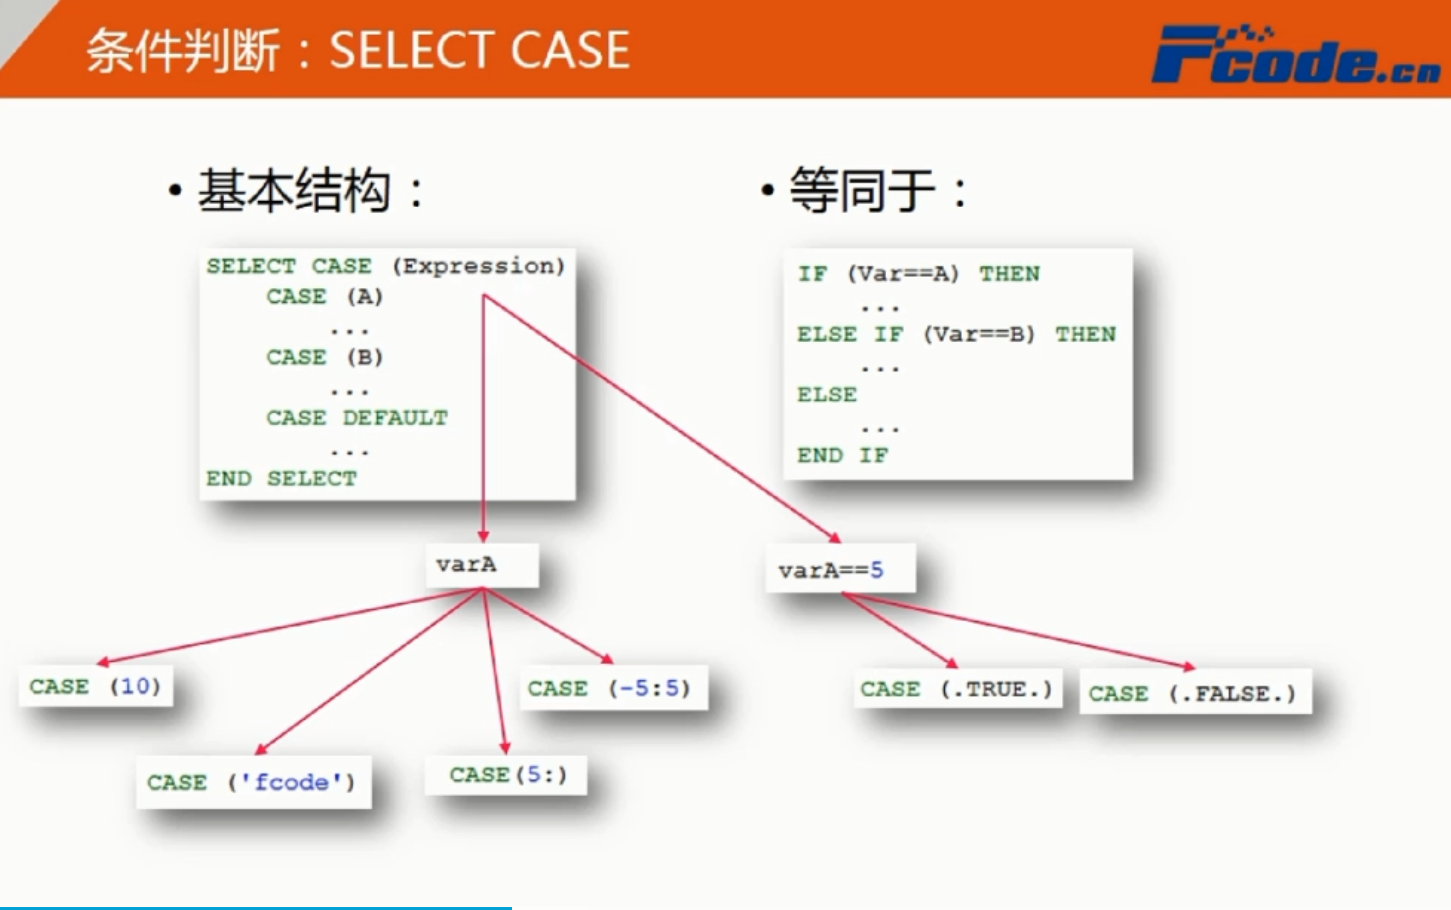 条件判断：SELECT CASE
Fcode.cn
• 基本结构：
SELECT CASE (Expression)
CASE (A)
...
CASE (B)
...
CASE DEFAULT
...
END SELECT
• 等同于：
IF (Var==A) THEN
...
ELSE IF (Var==B) THEN
...
ELSE
...
END IF
varA
varA==5
CASE (10)
CASE ('fcode')
CASE(5:)
CASE (-5:5)
CASE (.TRUE.)
CASE (.FALSE.)